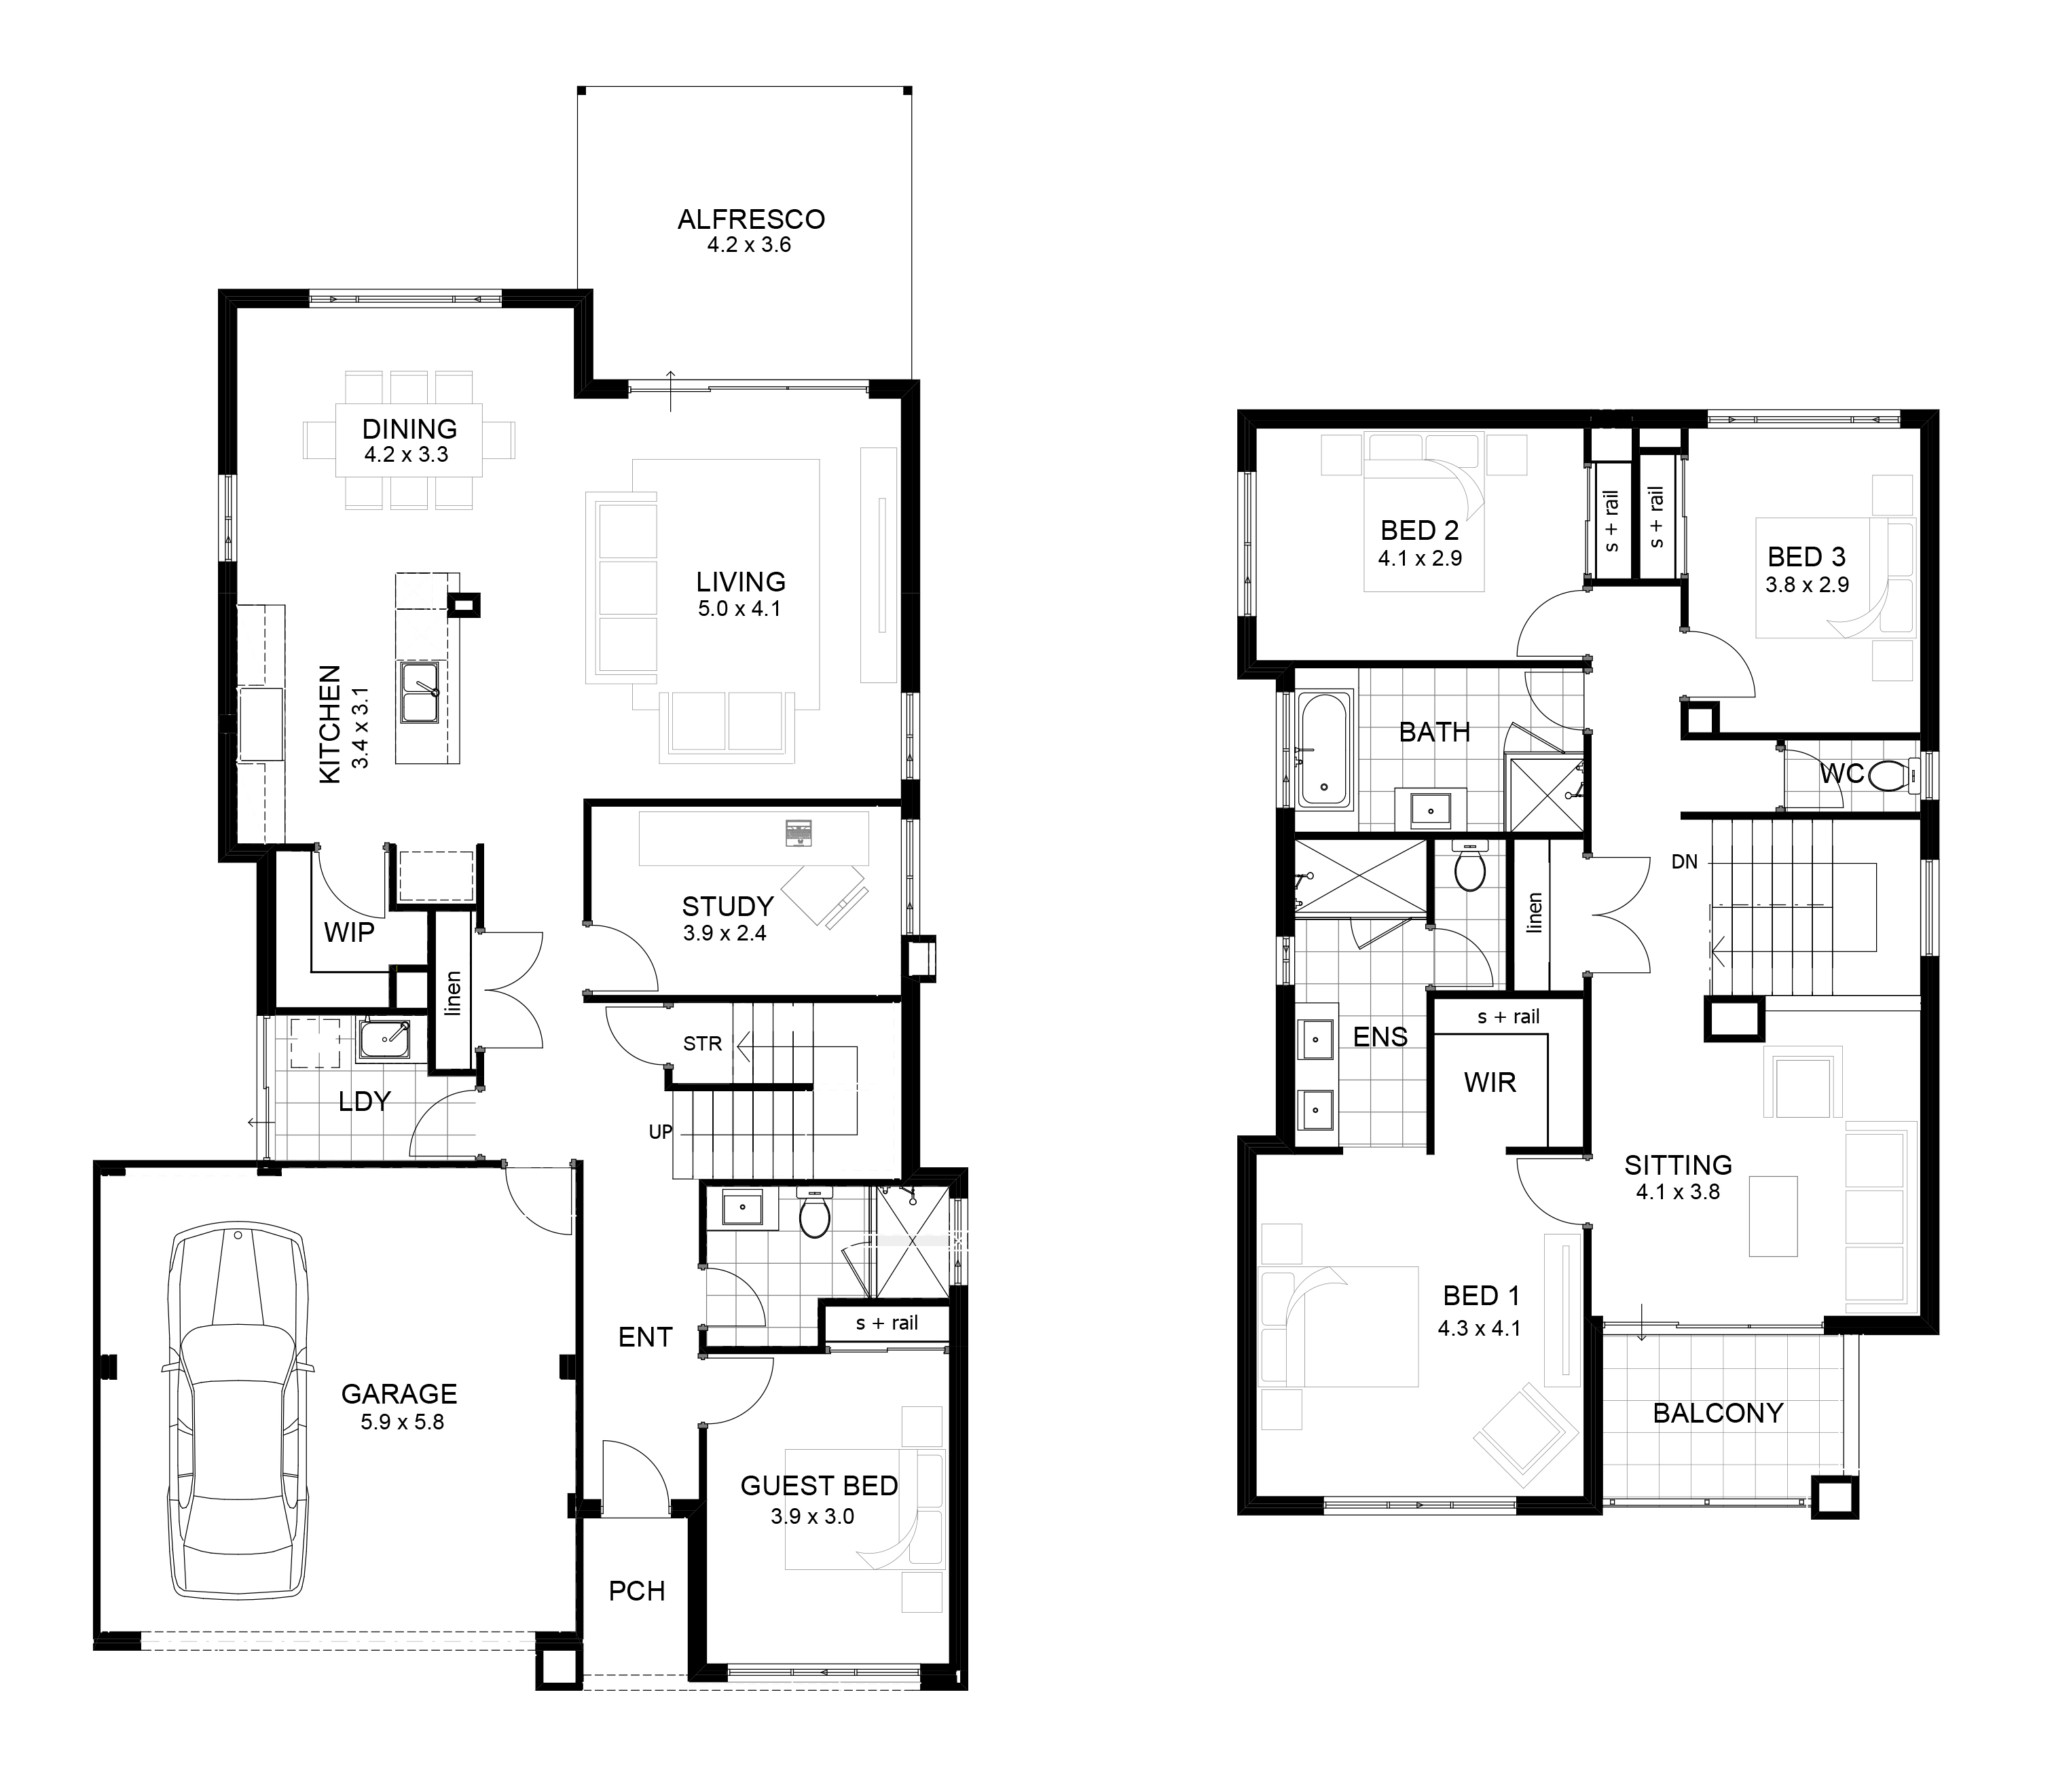 ALFRESCO
4.2 x 3.6
DINING
4.2 x 3.3
LIVING
5.0 x 4.1
KITCHEN
3.4 x 3.1
STUDY
3.9 x 2.4
WIP
linen
STR
LDY
UP
s + rail
ENT
GARAGE
5.9 x 5.8
GUEST BED
3.9 x 3.0
PCH
BED 2
4.1 x 2.9
s + rail
s + rail
BED 3
3.8 x 2.9
BATH
WC
DN
linen
s + rail
ENS
WIR
SITTING
4.1 x 3.8
BED 1
4.3 x 4.1
BALCONY